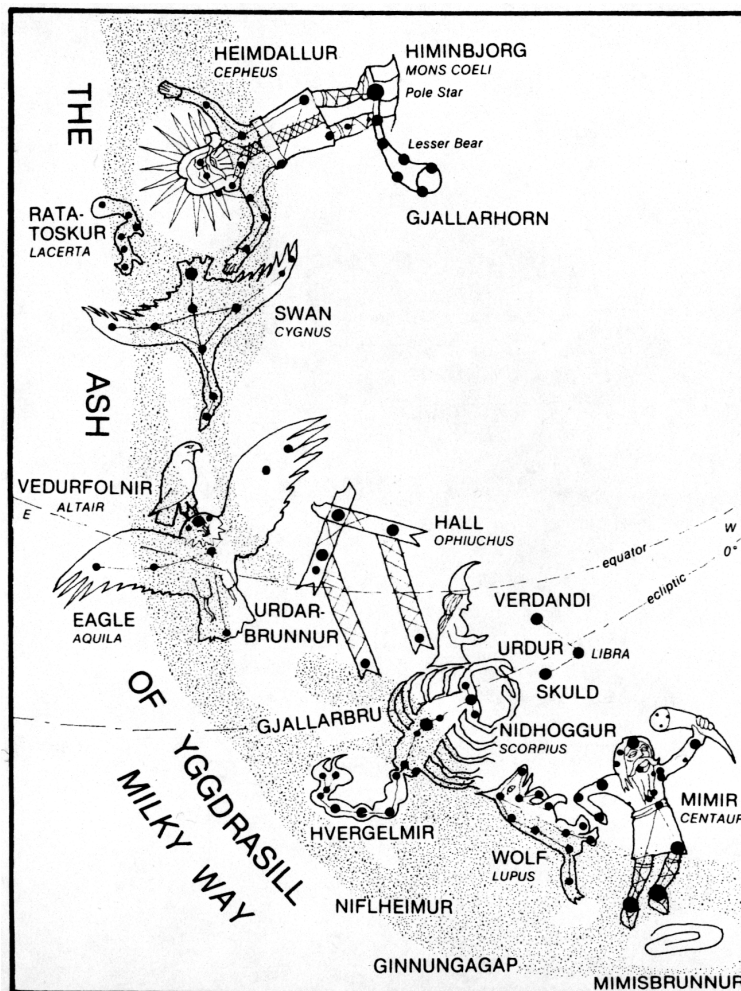 HEIMDALLUR
CEPHEUS
HIMINBJORG
MONS COELI
Pole Star
THE
Lesser Bear
GJALLARHORN
RATA-
TOSKUR
LACERTA
SWAN
CYGNUS
ASH
VEDURFOLNIR
ALTAIR
E
HALL
OPHIUCHUS
equator
W
0°
ecliptic
EAGLE
AQUILA
URDAR-
BRUNNUR
VERDANDI
URDUR
LIBRA
SKULD
OF YGGDRASILL
MILKY WAY
GJALLARBRU
NIDHOGGUR
SCORPIUS
HVERGELMIR
WOLF
LUPUS
MIMIR
CENTAUR
NIFLHEIMUR
GINNUNGAGAP
MIMISBRUNNUR